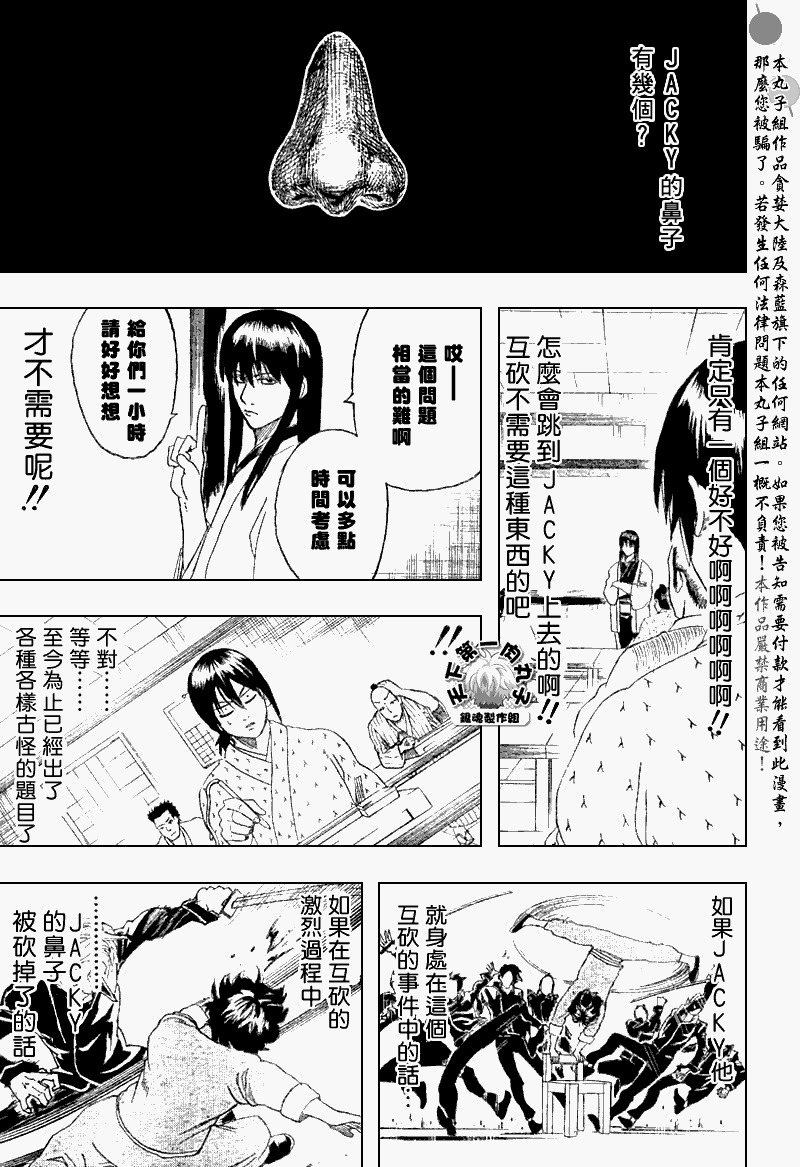 JACKY的鼻子
有幾個？
肯定只有一個好不好啊啊啊啊啊啊!!
怎麼會跳到JACKY上去的啊!!
互砍不需要這種東西的吧
哎——
這個問題
相當的難啊
可以多點
時間考慮
給你們一小時
請好好想想
才不需要呢!!
!!
不對……
等等……
至今為止已經出了
各種各樣古怪的題目了
如果JACKY他
就身處在這個
互砍的事件中的話…
如果在互砍的
激烈過程中
………………
JACKY
的鼻子
被砍掉了的話
天下第一肉丸子
銀魂製作組
本丸子組作品貪婪大陸及森藍旗下的任何網站。如果您被告知需要付款才能看到此漫畫，
那麼您被騙了。若發生任何法律問題本丸子組一概不負責！本作品嚴禁商業用途！